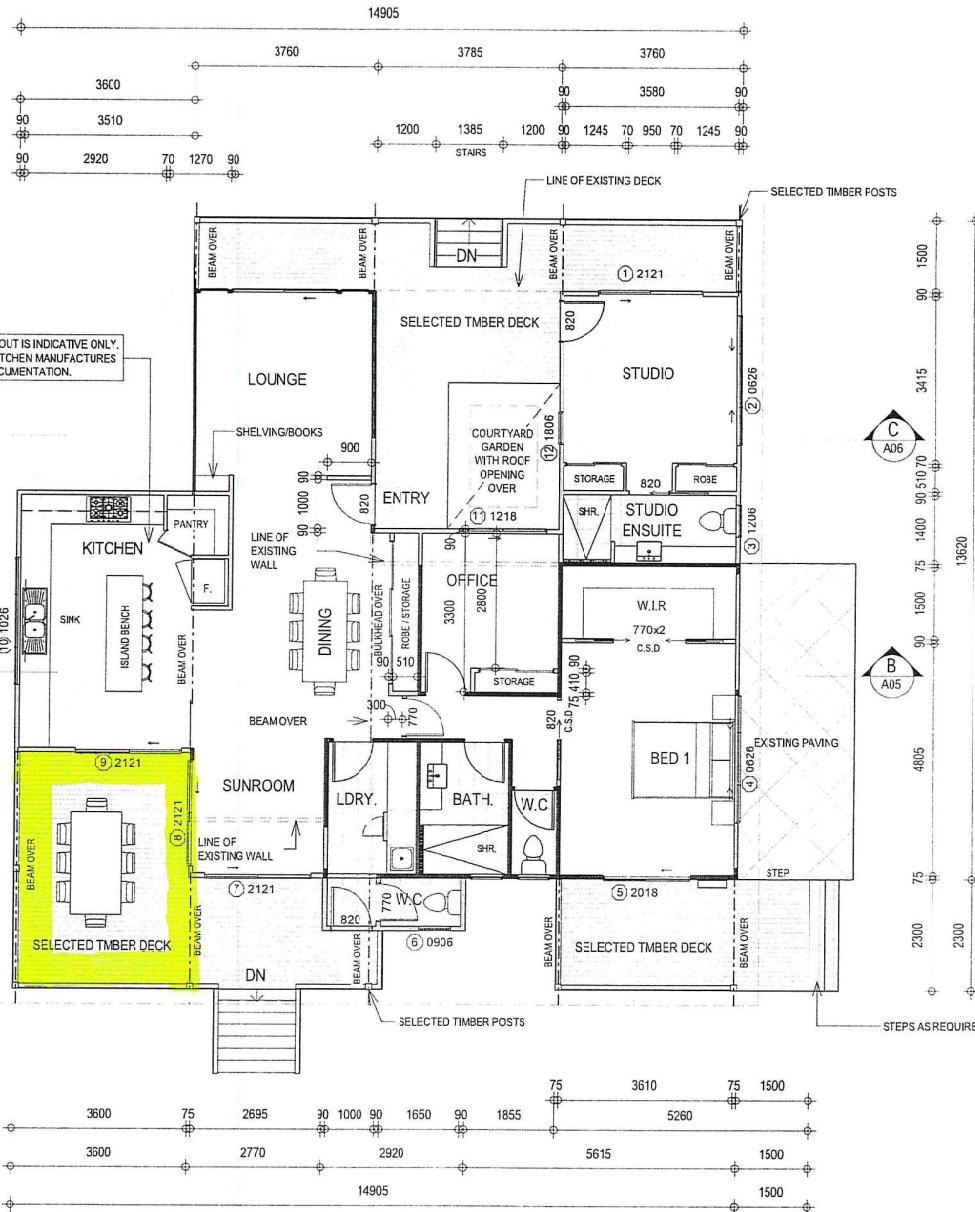 14905
3760 3785 3760
3600 90 3580 90
90 3510
1200 1385 1200 90 1245 70 950 70 1245 90
STAIRS
90 2920 70 1270 90
LINE OF EXISTING DECK
SELECTED TIMBER POSTS
BEAM OVER
BEAM OVER
DN
BEAM OVER
BEAM OVER
1500
90
1 2121
SELECTED TMBER DECK
820
OUT IS INDICATIVE ONLY.
TCHEN MANUFACTURES
CUMENTATION.
LOUNGE
STUDIO
2 0626
3415
SHELVING/BOOKS
900
COURTYARD
GARDEN
WITH ROOF
OPENING
OVER
12 1806
C
A06
STORAGE
820
ROBE
70
510
90
90
1000
90
820
ENTRY
11 1218
SHR.
STUDIO
ENSUITE
3 1206
1400
13620
PANTRY
KITCHEN
LINE OF
EXISTING
WALL
90
OFFICE
75
F.
BULKHEAD OVER
ROBE / STORAGE
3300
2800
W.I.R
770x2
C.S.D
1500
90
10 1026
SINK
ISLAND BENCH
DINING
BEAM OVER
90 510
STORAGE
90
410
75
B
A05
300
770
BEAM OVER
820
C.S.D
BED 1
4 0626
EXISTING PAVING
4805
9 2121
SUNROOM
LDRY.
BATH.
W.C
8 2121
LINE OF
EXISTING WALL
SHR.
BEAM OVER
STEP
75
7 2121
820
770
W.C
5 2018
6 0906
SELECTED TMBER DECK
BEAM OVER
DN
BEAM OVER
BEAM OVER
SELECTED TMBER DECK
BEAM OVER
2300
2300
SELECTED TIMBER POSTS
STEPS AS REQUIRE
75 3610 75 1500
3600 75 2695 90 1000 90 1650 90 1855 5260
3600 2770 2920 5615 1500
14905 1500